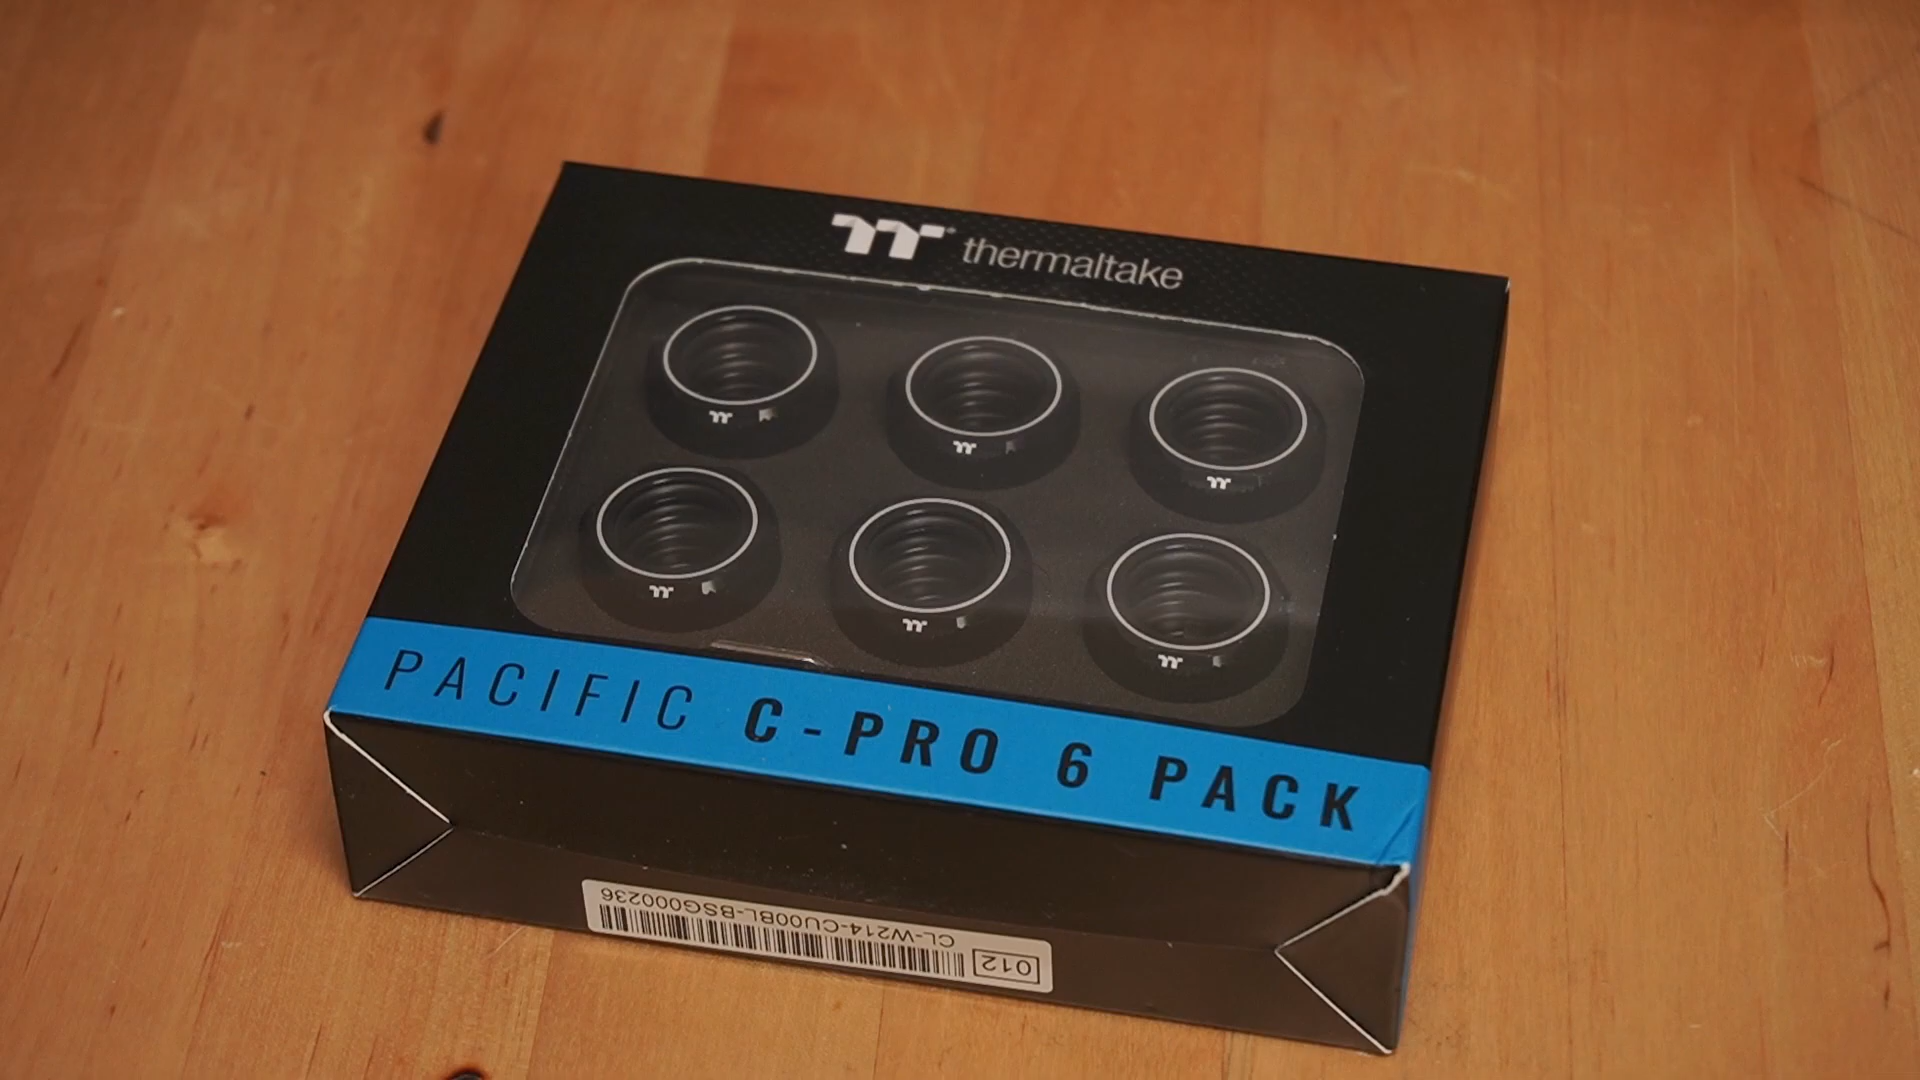 thermaltake
PACIFIC C-PRO 6 PACK
CL-W214-CU00BL-BSG000236
012